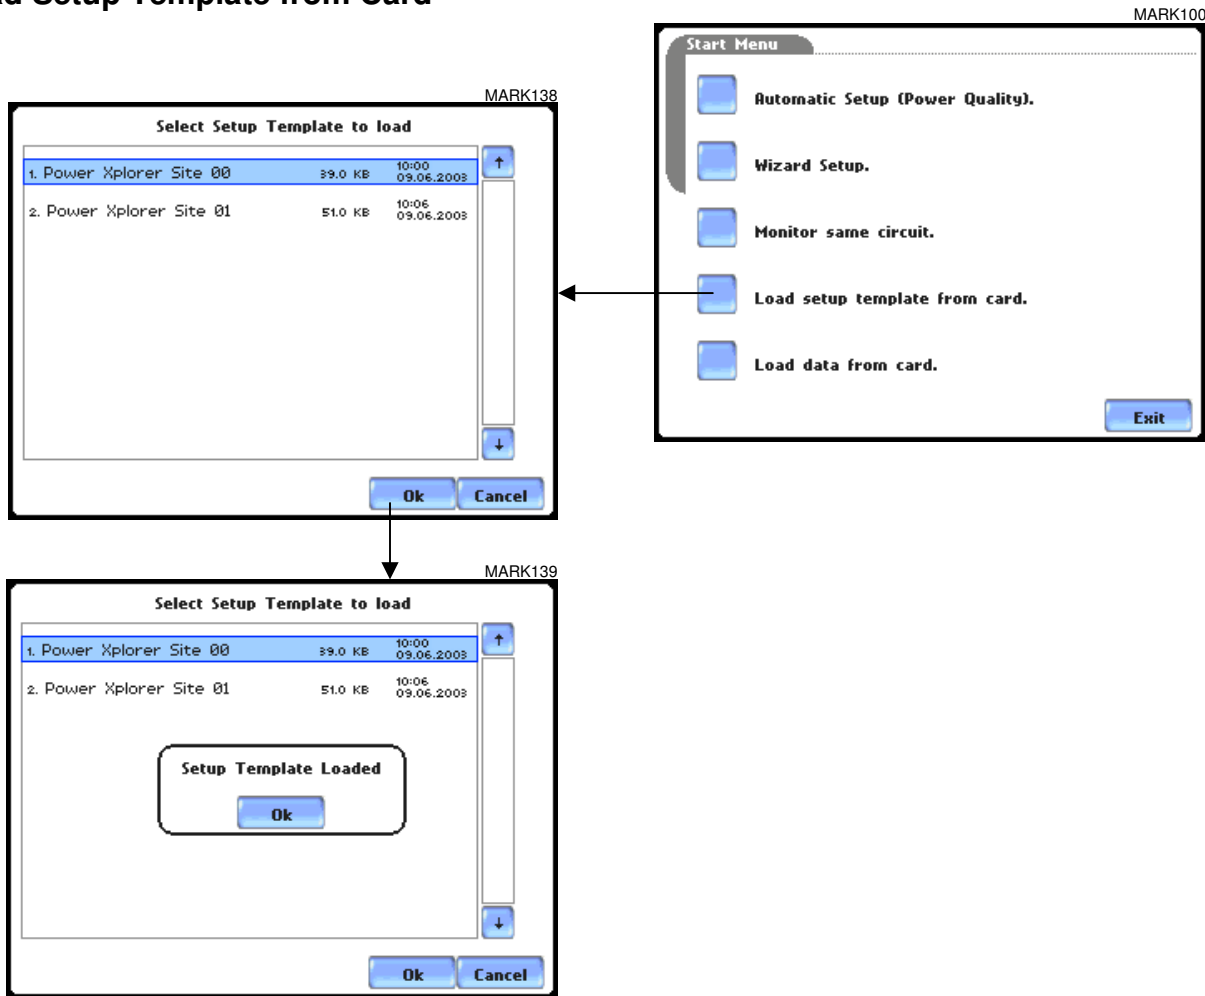 Setup Template from Card
MARK100
Start Menu
Automatic Setup (Power Quality).
Wizard Setup.
Monitor same circuit.
Load setup template from card.
Load data from card.
Exit
MARK138
Select Setup Template to load
1. Power Xplorer Site 00 39.0 KB 10:00 09.06.2003
2. Power Xplorer Site 01 51.0 KB 10:06 09.06.2003
Ok Cancel
MARK139
Select Setup Template to load
1. Power Xplorer Site 00 39.0 KB 10:00 09.06.2003
2. Power Xplorer Site 01 51.0 KB 10:06 09.06.2003
Setup Template Loaded
Ok
Ok Cancel